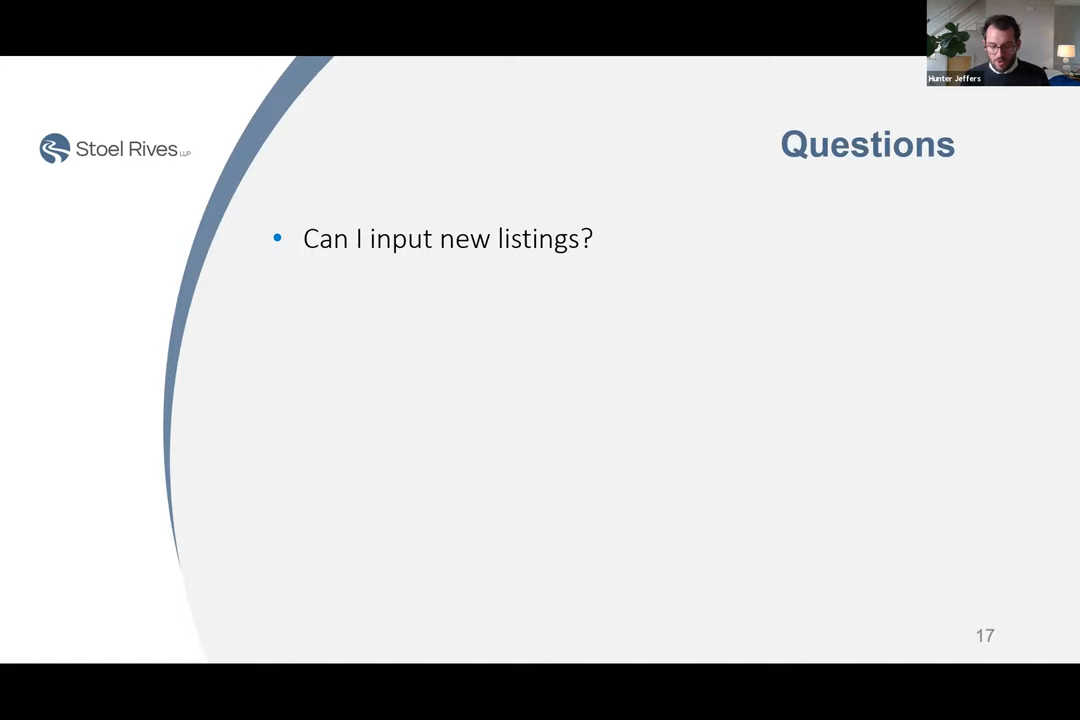 Hunter Jeffers
Stoel Rives LLP
Questions
• Can I input new listings?
17